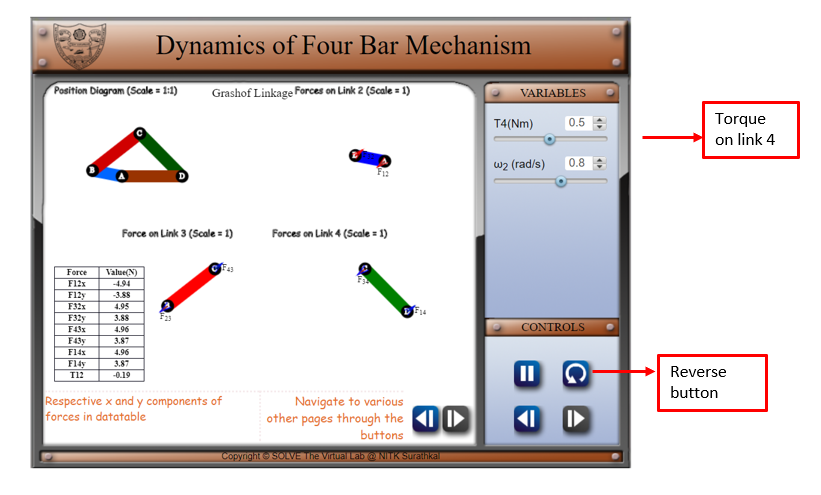 Dynamics of Four Bar Mechanism
Position Diagram (Scale = 1:1)
Grashof Linkage
Forces on Link 2 (Scale = 1)
C
B
A
D
A
F12
Force on Link 3 (Scale = 1)
Forces on Link 4 (Scale = 1)
F43
F23
F34
D
F14
Force Value(N)
F12x -4.94
F12y -3.88
F32x 4.95
F32y 3.88
F43x 4.96
F43y 3.87
F14x 4.96
F14y 3.87
T12 -0.19
Respective x and y components of
forces in datatable
Navigate to various
other pages through the
buttons
VARIABLES
T4(Nm) 0.5
ω2 (rad/s) 0.8
CONTROLS
Copyright © SOLVE The Virtual Lab @ NITK Surathkal
Torque
on link 4
Reverse
button